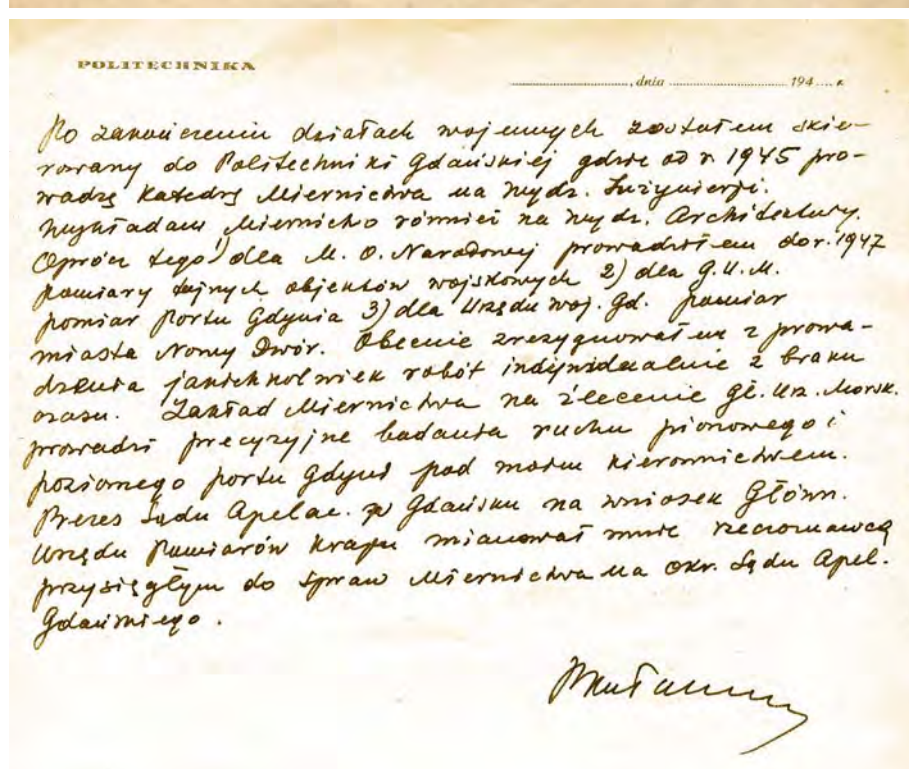 POLITECHNIKA
, dnia 194 r.
Po zakończeniu działach wojennych zostałem skie-
rowany do Politechniki Gdańskiej gdzie od r. 1945 pro-
wadzę Katedrę Miernictwa na wydz. Inżynierji.
Wykładam Miernictwo również na wydz. Architektury.
Oprócz tego 1) dla M. O. Narodowej prowadziłem do r. 1947
pomiary tajnych objektów wojskowych 2) dla G.U.M.
pomiar Portu Gdynia 3) dla Urzędu woj. Gd. pomiar
miasta Nowy Dwór. Obecnie zrezygnowałem z prowa-
dzenia jakichkolwiek robót indywidualnie z braku
czasu. Zakład Miernictwa na zlecenie Gł. Urz. Morsk.
prowadzi precyzyjne badania ruchu pionowego i
poziomego portu Gdynia pod moim kierownictwem.
Prezes Sądu Apelac. w Gdańsku na wniosek Główn.
Urzędu Pomiarów Kraju mianował mnie rzeczoznawcą
przysięgłym do spraw Miernictwa na okr. Sądu Apel.
Gdańskiego.